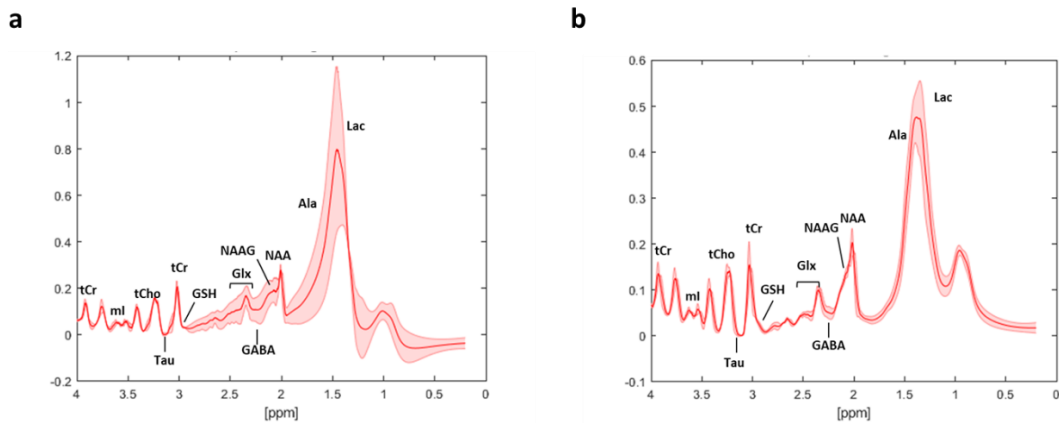 a
1.2
1
0.8
0.6
0.4
0.2
0
-0.2
4
3.5
3
2.5
2
1.5
1
0.5
0
[ppm]
tCr
mI
tCho
Tau
tCr
GSH
Glx
NAAG
NAA
GABA
Ala
Lac
b
0.6
0.5
0.4
0.3
0.2
0.1
0
-0.1
4
3.5
3
2.5
2
1.5
1
0.5
0
[ppm]
tCr
mI
tCho
Tau
tCr
GSH
Glx
NAAG
NAA
GABA
Ala
Lac